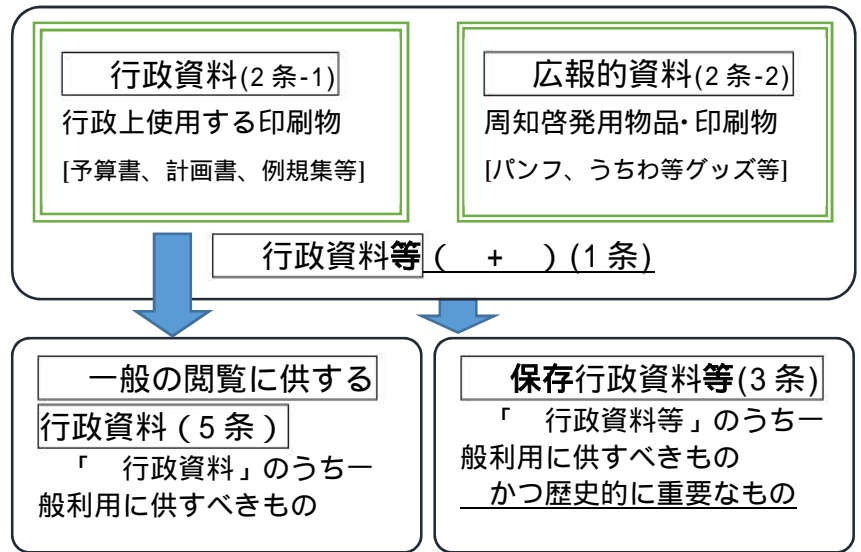 行政資料(2条-1)
行政上使用する印刷物
[予算書、計画書、例規集等]
広報的資料(2条-2)
周知啓発用物品・印刷物
[パンフ、うちわ等グッズ等]
行政資料等(　+　)(1条)
一般の閲覧に供する
行政資料(5条)
「　行政資料」のうち一
般利用に供すべきもの
保存行政資料等(3条)
「　行政資料等」のうち一
般利用に供すべきもの
かつ歴史的に重要なもの